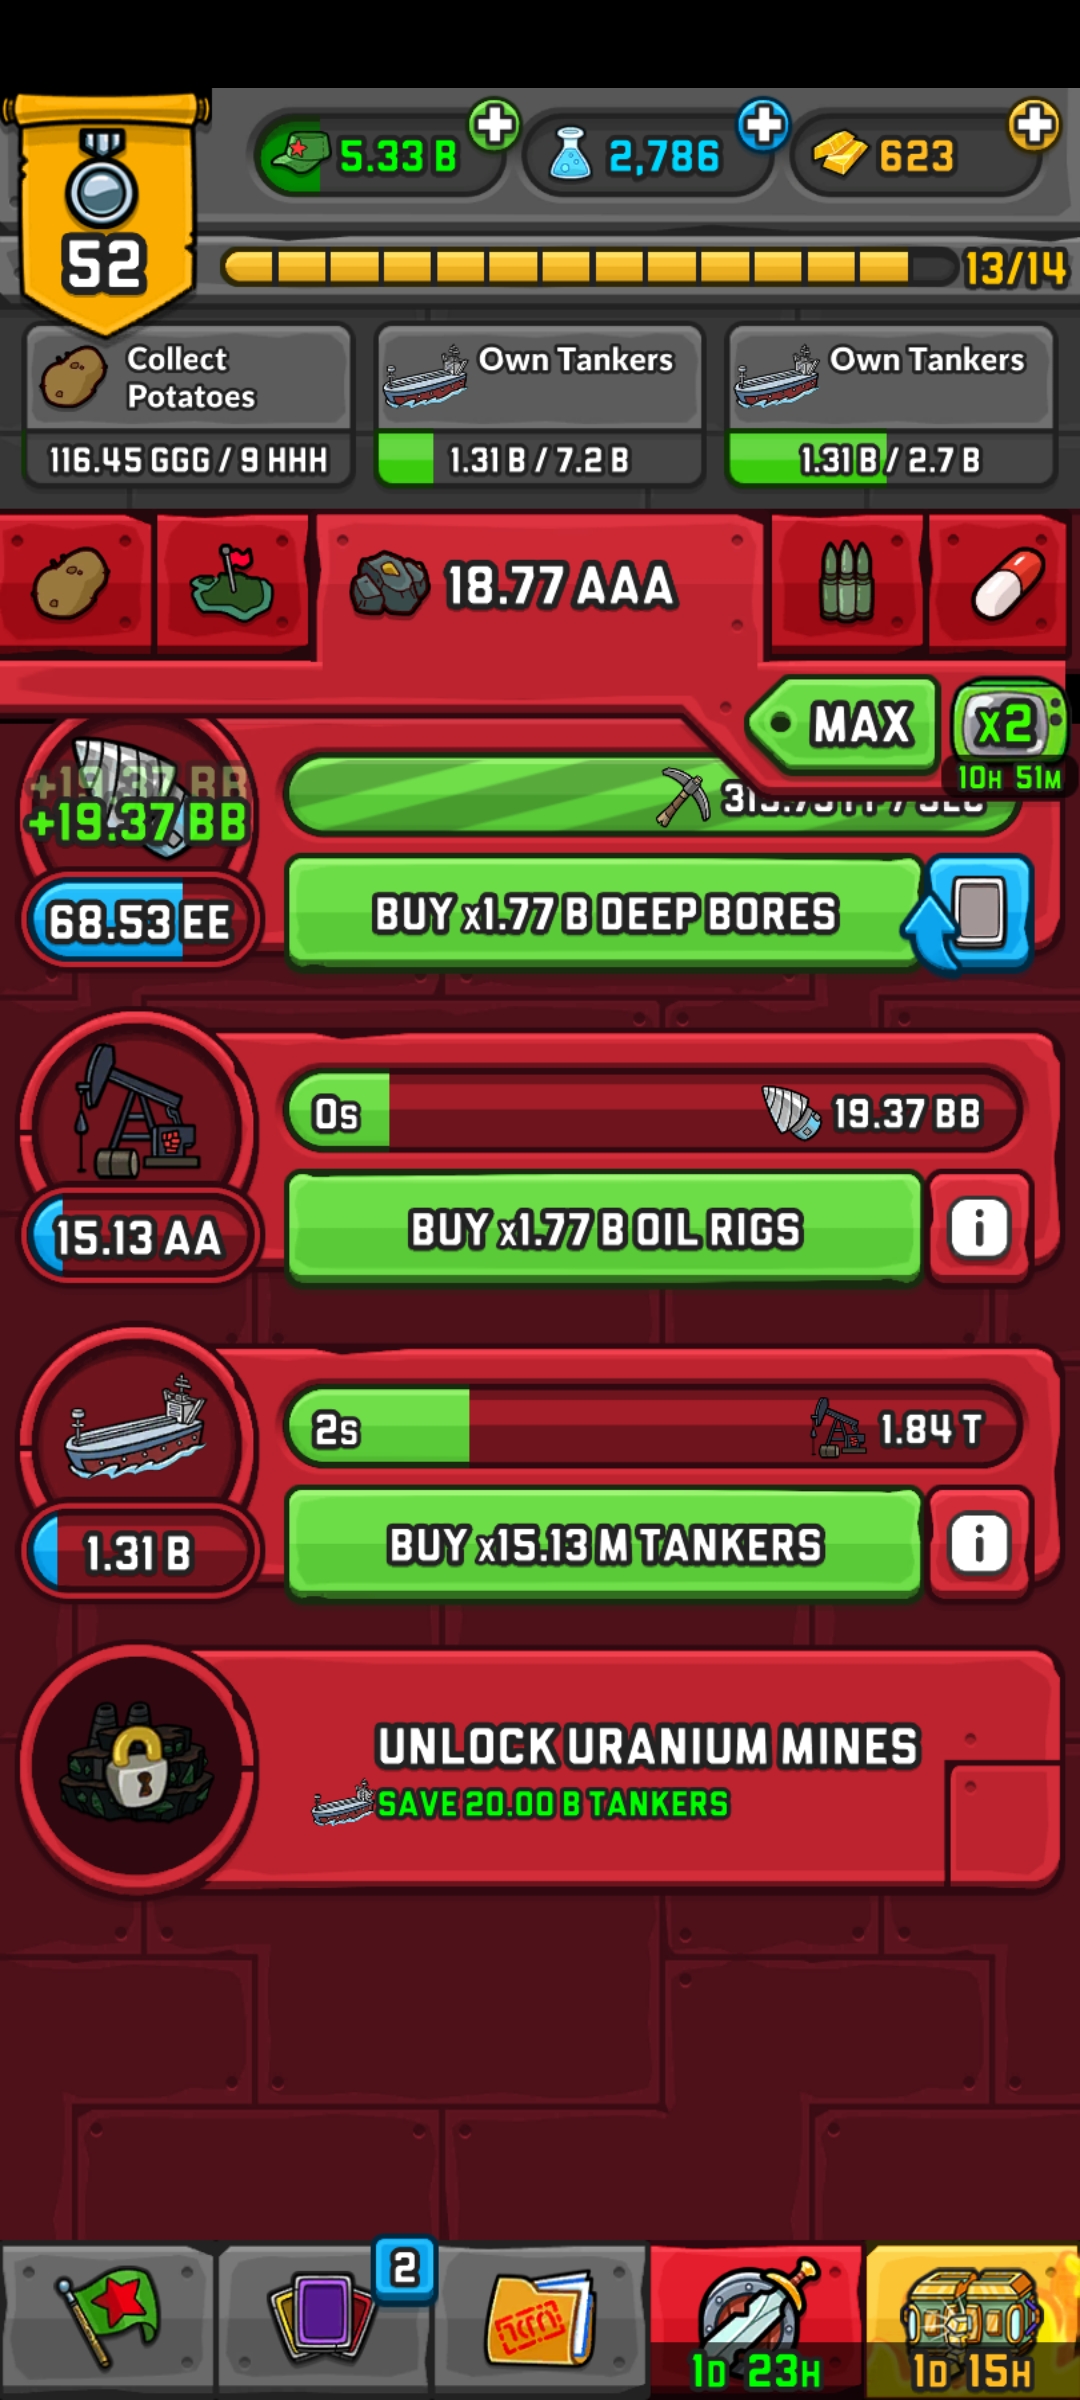 52
5.33 B
2,786
623
13/14
Collect
Potatoes
116.45 GGG / 9 HHH
Own Tankers
1.31 B / 7.2 B
Own Tankers
1.31 B / 2.7 B
18.77 AAA
MAX
x2
10H 51M
+19.37 BB
+19.37 BB
68.53 EE
BUY x1.77 B DEEP BORES
0s
19.37 BB
15.13 AA
BUY x1.77 B OIL RIGS
i
2s
1.84 T
1.31 B
BUY x15.13 M TANKERS
i
UNLOCK URANIUM MINES
SAVE 20.00 B TANKERS
2
1D 23H
1D 15H